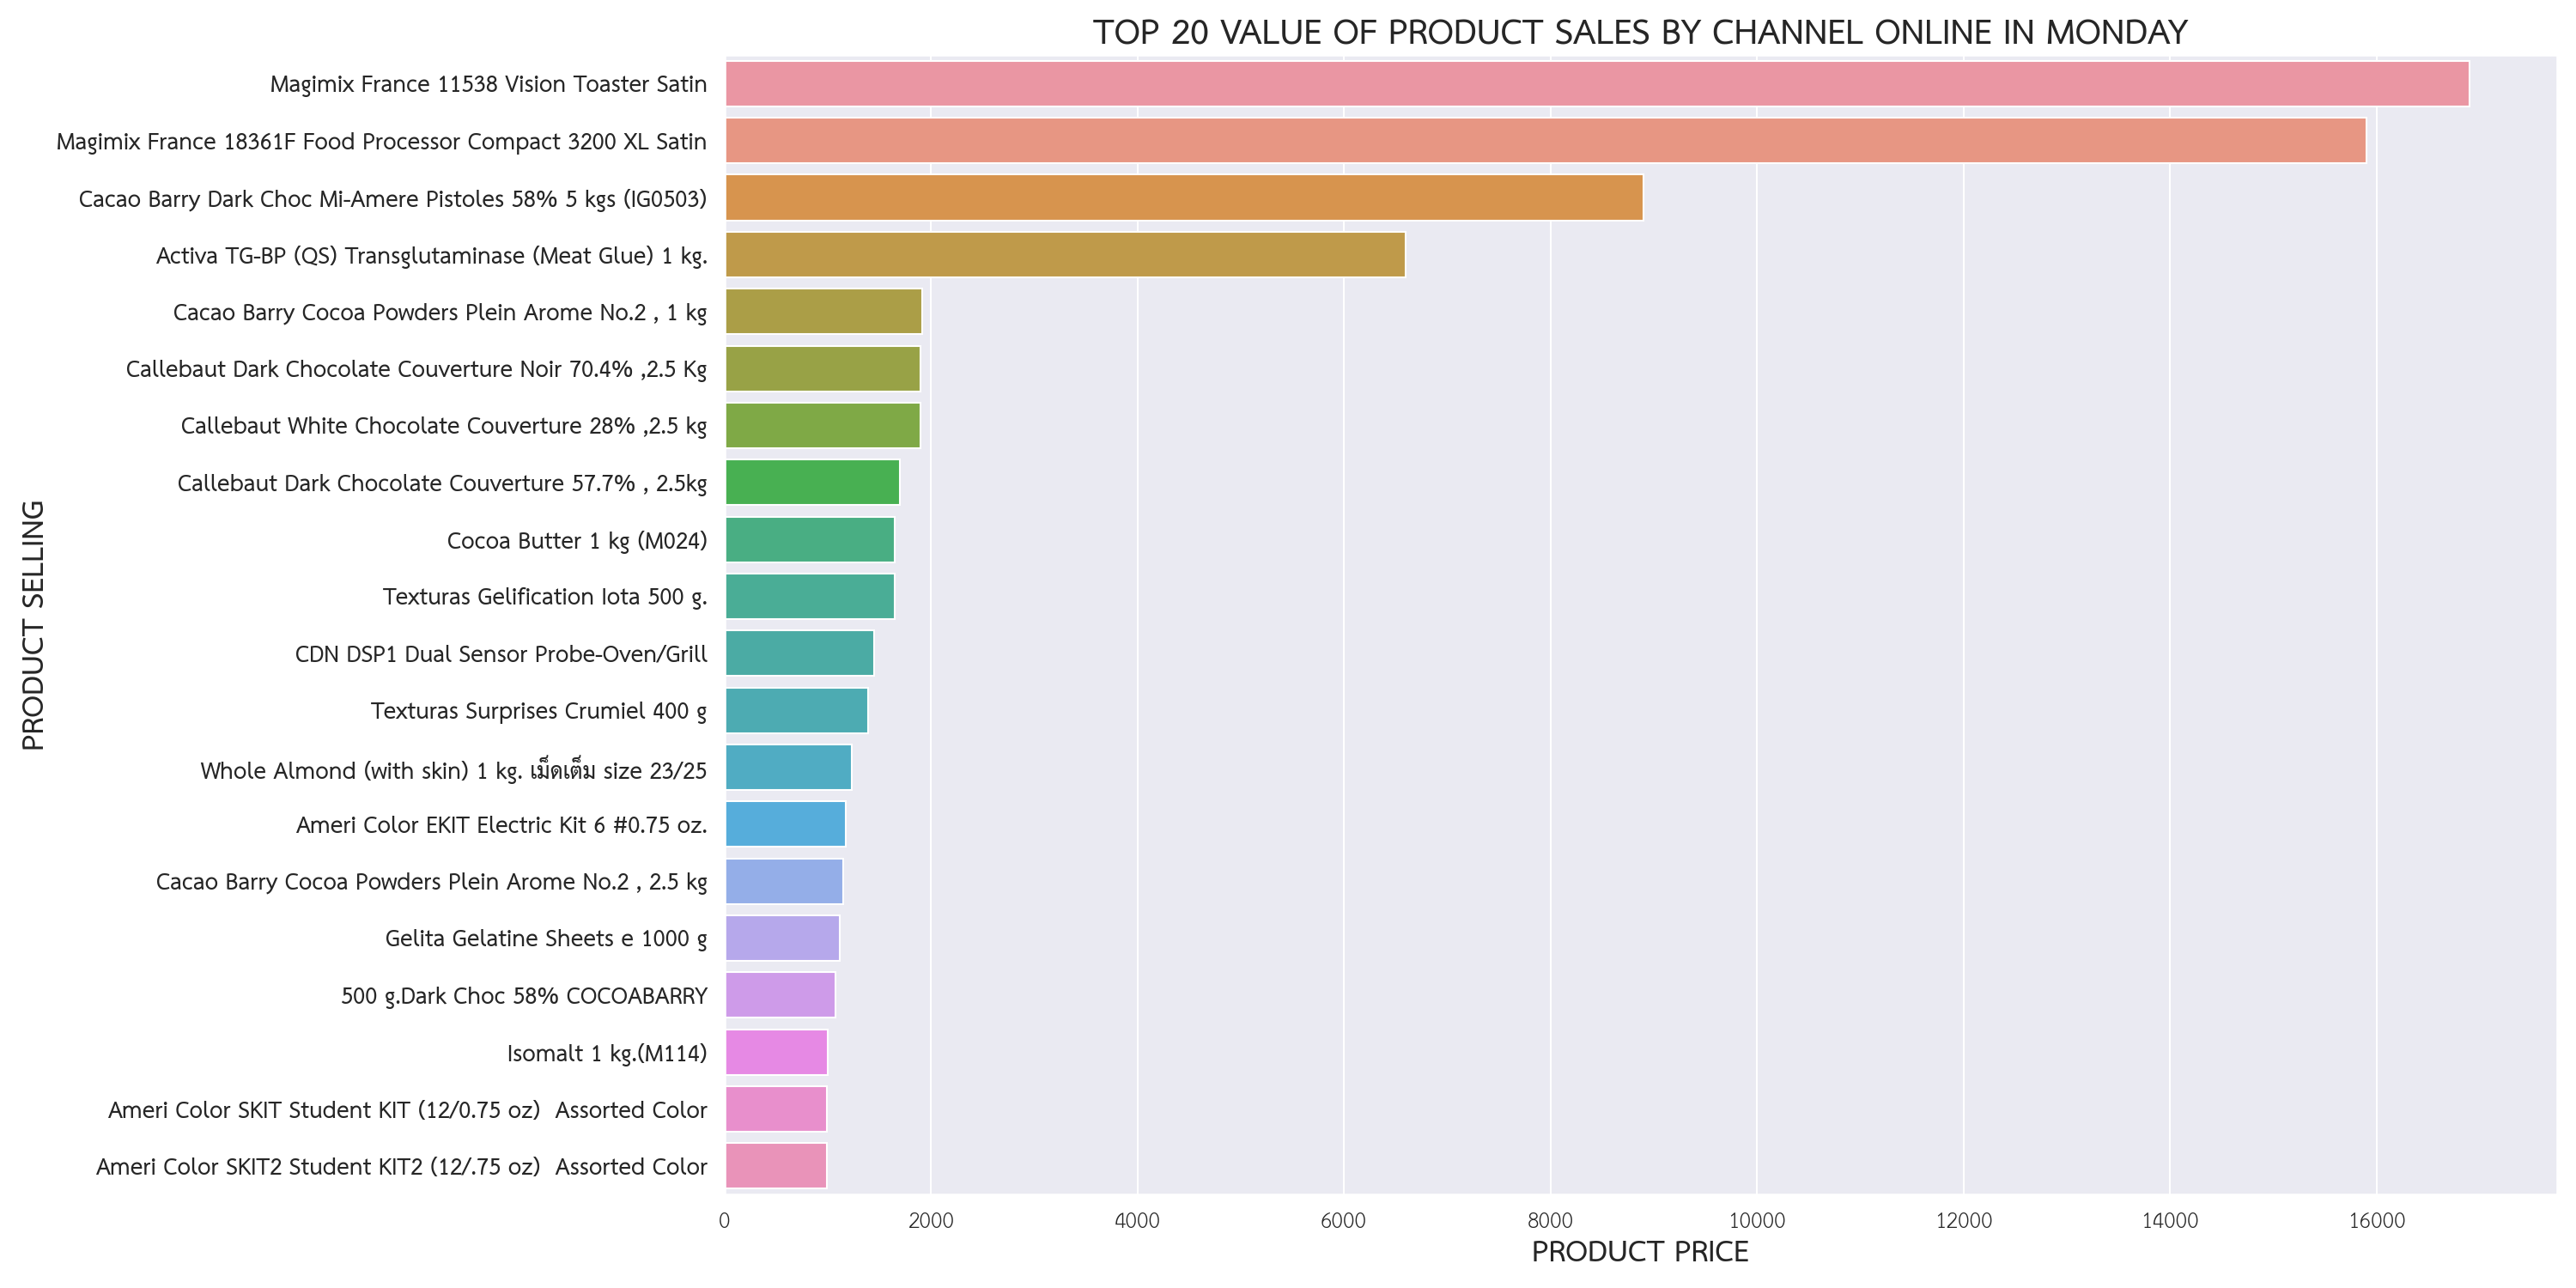 TOP 20 VALUE OF PRODUCT SALES BY CHANNEL ONLINE IN MONDAY
Magimix France 11538 Vision Toaster Satin
Magimix France 18361F Food Processor Compact 3200 XL Satin
Cacao Barry Dark Choc Mi-Amere Pistoles 58% 5 kgs (IG0503)
Activa TG-BP (QS) Transglutaminase (Meat Glue) 1 kg.
Cacao Barry Cocoa Powders Plein Arome No.2 , 1 kg
Callebaut Dark Chocolate Couverture Noir 70.4% ,2.5 Kg
Callebaut White Chocolate Couverture 28% ,2.5 kg
Callebaut Dark Chocolate Couverture 57.7% , 2.5kg
Cocoa Butter 1 kg (M024)
Texturas Gelification Iota 500 g.
CDN DSP1 Dual Sensor Probe-Oven/Grill
Texturas Surprises Crumiel 400 g
Whole Almond (with skin) 1 kg. เม็ดเต็ม size 23/25
Ameri Color EKIT Electric Kit 6 #0.75 oz.
Cacao Barry Cocoa Powders Plein Arome No.2 , 2.5 kg
Gelita Gelatine Sheets e 1000 g
500 g.Dark Choc 58% COCOABARRY
Isomalt 1 kg.(M114)
Ameri Color SKIT Student KIT (12/0.75 oz)  Assorted Color
Ameri Color SKIT2 Student KIT2 (12/.75 oz)  Assorted Color
PRODUCT SELLING
0 2000 4000 6000 8000 10000 12000 14000 16000
PRODUCT PRICE